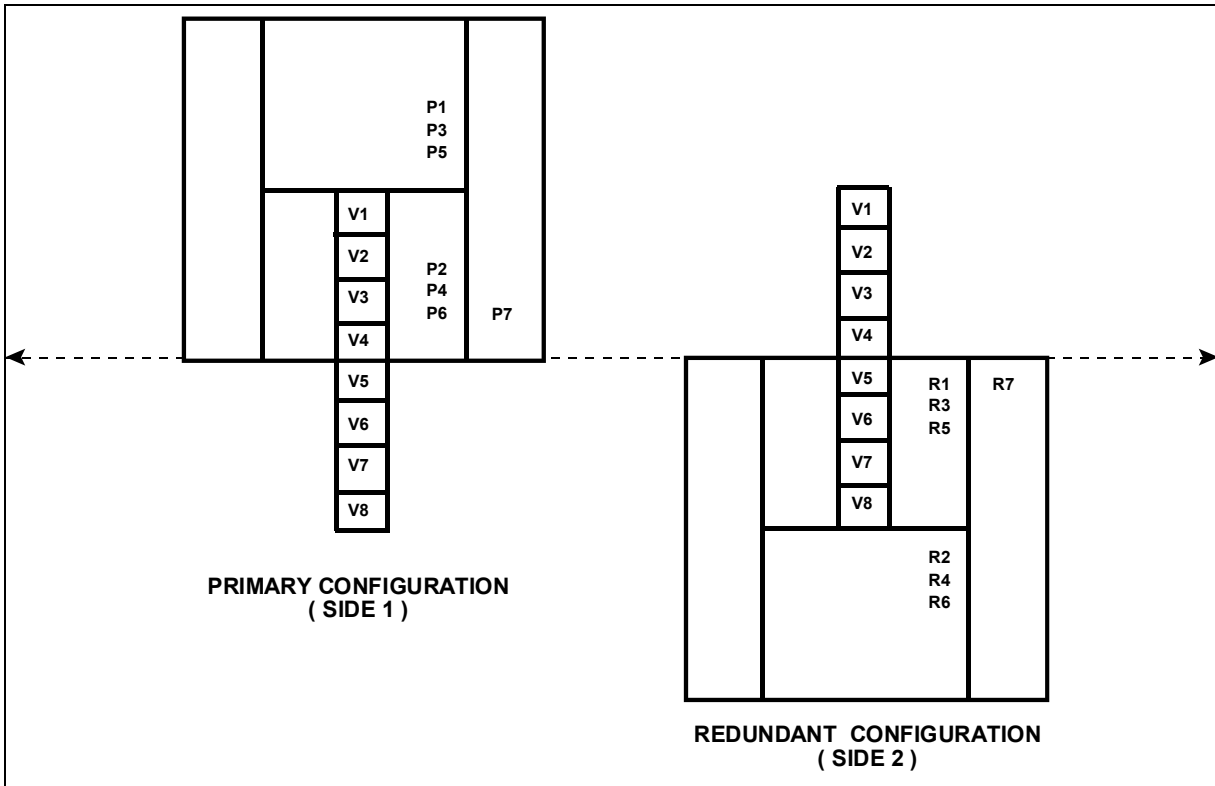 P1
P3
P5
V1
V2
V3
V4
V5
V6
V7
V8
P2
P4
P6
P7
PRIMARY CONFIGURATION
( SIDE 1 )
V1
V2
V3
V4
V5
V6
V7
V8
R1
R3
R5
R7
R2
R4
R6
REDUNDANT CONFIGURATION
( SIDE 2 )